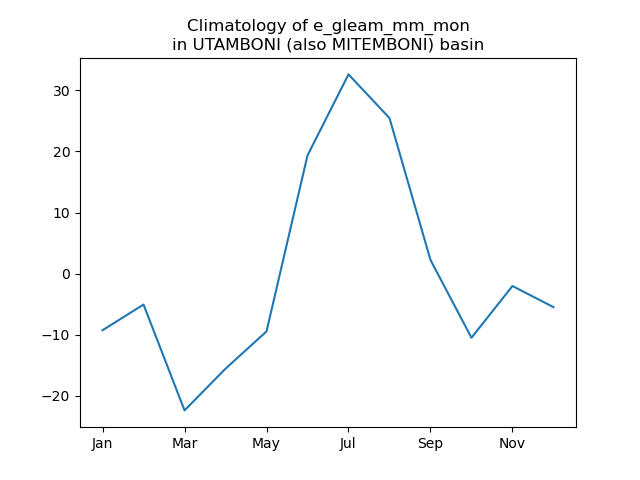 Climatology of e_gleam_mm_mon
in UTAMBONI (also MITEMBONI) basin
30
20
10
0
−10
−20
Jan Mar May Jul Sep Nov